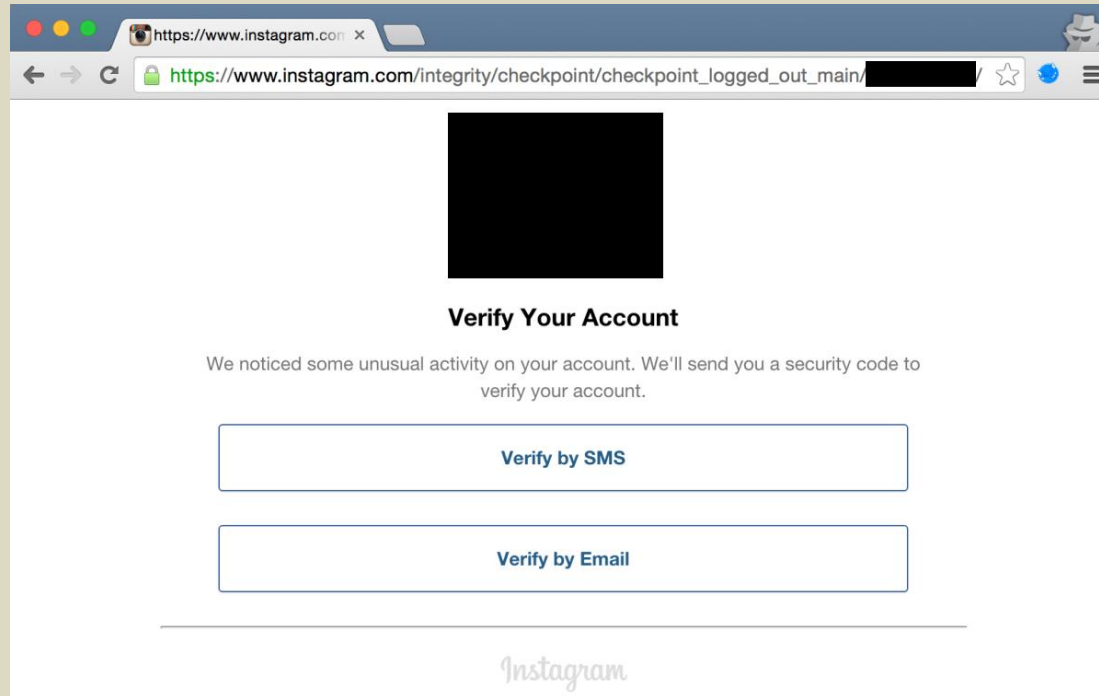 https://www.instagram.con
https://www.instagram.com/integrity/checkpoint/checkpoint_logged_out_main/ /
Verify Your Account
We noticed some unusual activity on your account. We'll send you a security code to
verify your account.
Verify by SMS
Verify by Email
Instagram